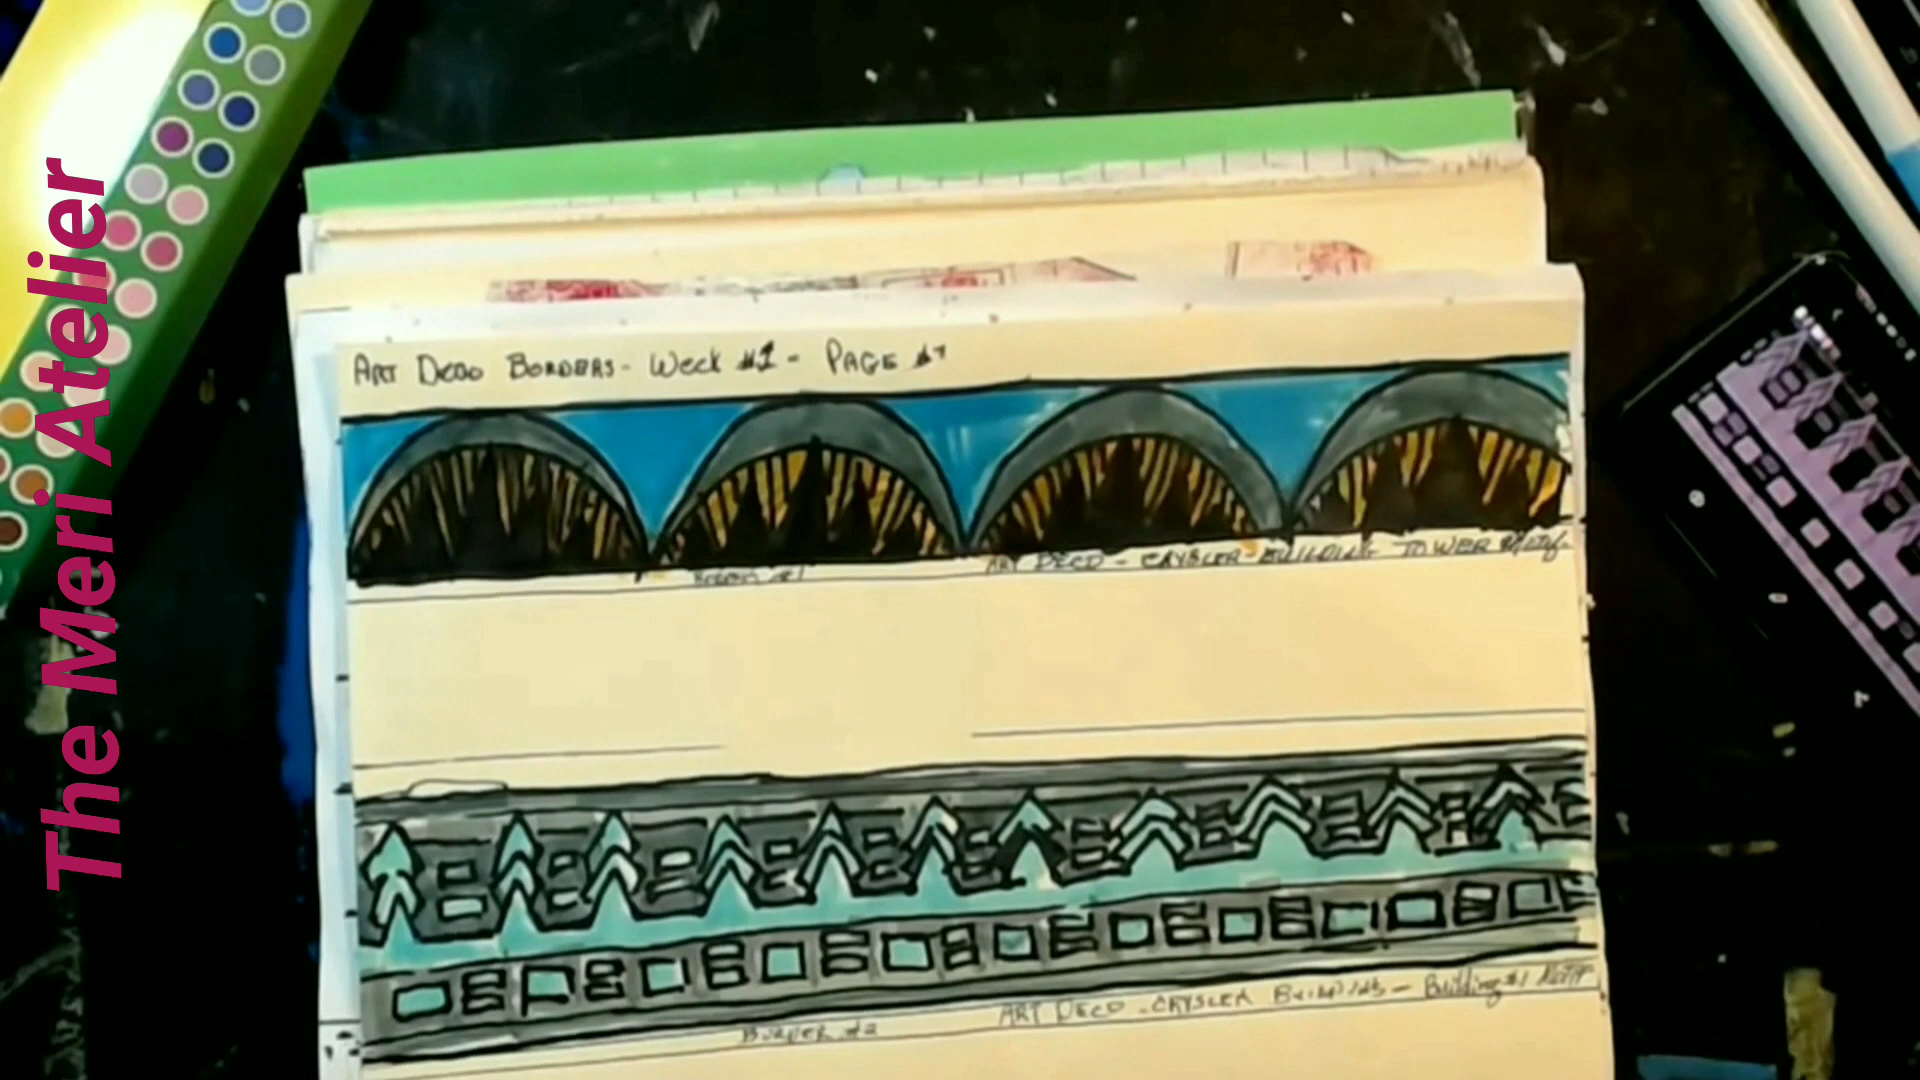 The Meri Atelier
ART DECO BORDERS - Week #1 - PAGE #1
BORDER #1
ART DECO - CRYSLER BUILDING TOWER Motif
BORDER #2
ART DECO - CRYSLER BUILDING - Building #1 MOTIF